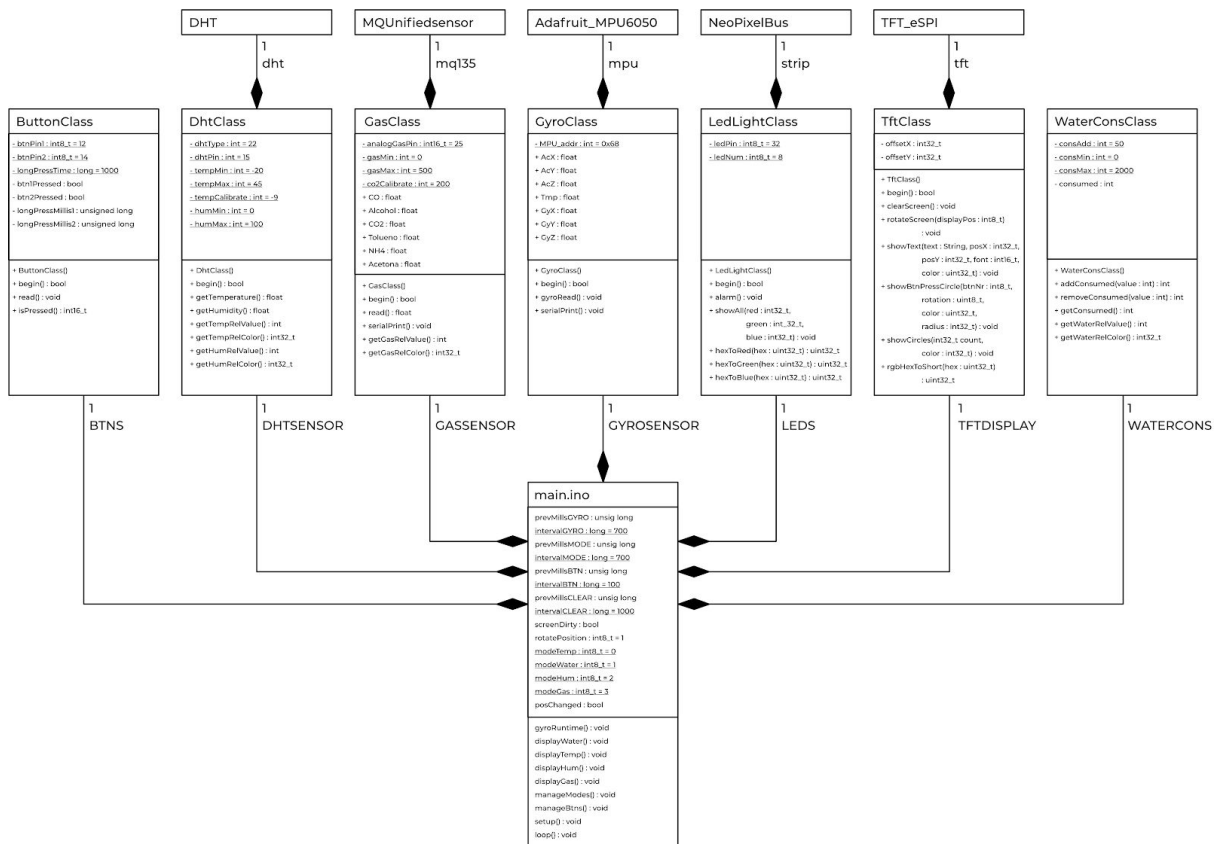 DHT
MQUnifiedsensor
Adafruit_MPU6050
NeoPixelBus
TFT_eSPI
1
dht
1
mq135
1
mpu
1
strip
1
tft
ButtonClass
- btnPin1 : int8_t = 12
- btnPin2 : int8_t = 14
- longPressTime : long = 1000
- btn1Pressed : bool
- btn2Pressed : bool
- longPressMiillis1 : unsigned long
- longPressMiillis2 : unsigned long
+ ButtonClass()
+ begin() : bool
+ read() : void
+ isPressed() : int16_t
DhtClass
- dhtType : int = 22
- dhtPin : int = 15
- tempMin : int = -20
- tempMax : int = 45
- tempCalibrate : int = -9
- humMin : int = 0
- humMax : int = 100
+ DhtClass()
+ begin() : bool
+ getTemperature() : float
+ getHumidity() : float
+ getTempRelValue() : int
+ getTempRelColor() : int32_t
+ getHumRelValue() : int
+ getHumRelColor() : int32_t
GasClass
- analogGasPin : int16_t = 25
- gasMin : int = 0
- gasMax : int = 500
- co2Calibrate : int = 200
+ CO : float
+ Alcohol : float
+ CO2 : float
+ Tolueno : float
+ NH4 : float
+ Acetona : float
+ GasClass()
+ begin() : bool
+ read() : float
+ serialPrint() : void
+ getGasRelValue() : int
+ getGasRelColor() : int32_t
GyroClass
- MPU_addr : int = 0x68
+ AcX : float
+ AcY : float
+ AcZ : float
+ Tmp : float
+ GyX : float
+ GyY : float
+ GyZ : float
+ GyroClass()
+ begin() : bool
+ gyroRead() : void
+ serialPrint() : void
LedLightClass
- ledPin : int8_t = 32
- ledNum : int8_t = 8
+ LedLightClass()
+ begin() : bool
+ alarm() : void
+ showAll(red : int32_t,
green : int_32_t,
blue : int32_t) : void
+ hexToRed(hex : uint32_t) : uint32_t
+ hexToGreen(hex : uint32_t) : uint32_t
+ hexToBlue(hex : uint32_t) : uint32_t
TftClass
- offsetX : int32_t
- offsetY : int32_t
+ TftClass()
+ begin() : bool
+ clearScreen() : void
+ rotateScreen(displayPos : int8_t)
: void
+ showText(text : String, posX : int32_t,
posY : int32_t, font : int16_t,
color : uint32_t) : void
+ showBtnPressCircle(btnNr : int8_t,
rotation : uint8_t,
color : uint32_t,
radius : int32_t) : void
+ showCircles(int32_t count,
color : int32_t) : void
+ rgbHexToShort(hex : uint32_t)
: uint32_t
WaterConsClass
- consAdd : int = 50
- consMin : int = 0
- consMax : int = 2000
- consumed : int
+ WaterConsClass()
+ addConsumed(value : int) : int
+ removeConsumed(value : int) : int
+ getConsumed() : int
+ getWaterRelValue() : int
+ getWaterRelColor() : int32_t
1
BTNS
1
DHTSENSOR
1
GASSENSOR
1
GYROSENSOR
1
LEDS
1
TFTDISPLAY
1
WATERCONS
main.ino
prevMillsGYRO : unsig long
intervalGYRO : long = 700
prevMillsMODE : unsig long
intervalMODE : long = 700
prevMillsBTN : unsig long
intervalBTN : long = 100
prevMillsCLEAR : unsig long
intervalCLEAR : long = 1000
screenDirty : bool
rotatePosition : int8_t = 1
modeTemp : int8_t = 0
modeWater : int8_t = 1
modeHum : int8_t = 2
modeGas : int8_t = 3
posChanged : bool
gyroRuntime() : void
displayWater() : void
displayTemp() : void
displayHum() : void
displayGas() : void
manageModes() : void
manageBtns() : void
setup() : void
loop() : void